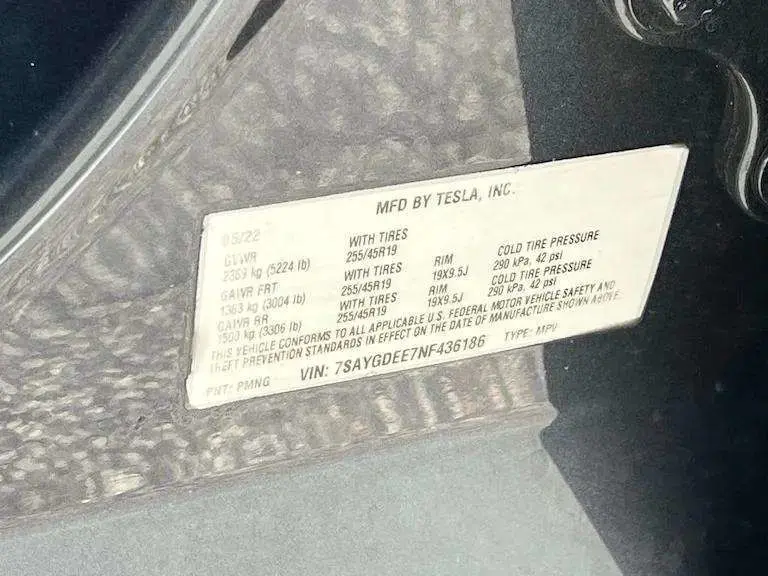 MFD BY TESLA, INC.
05/22
GVWR WITH TIRES
2369 kg (5224 lb) 255/45R19 RIM COLD TIRE PRESSURE
GAWR FRT WITH TIRES 19X9.5J 290 kPa, 42 psi
1363 kg (3004 lb) 255/45R19 RIM COLD TIRE PRESSURE
GAWR RR WITH TIRES 19X9.5J 290 kPa, 42 psi
1500 kg (3306 lb) 255/45R19
THIS VEHICLE CONFORMS TO ALL APPLICABLE U.S. FEDERAL MOTOR VEHICLE SAFETY AND
THEFT PREVENTION STANDARDS IN EFFECT ON THE DATE OF MANUFACTURE SHOWN ABOVE.
VIN: 7SAYGDEE7NF436186 TYPE: MPV
PNT: PMNG